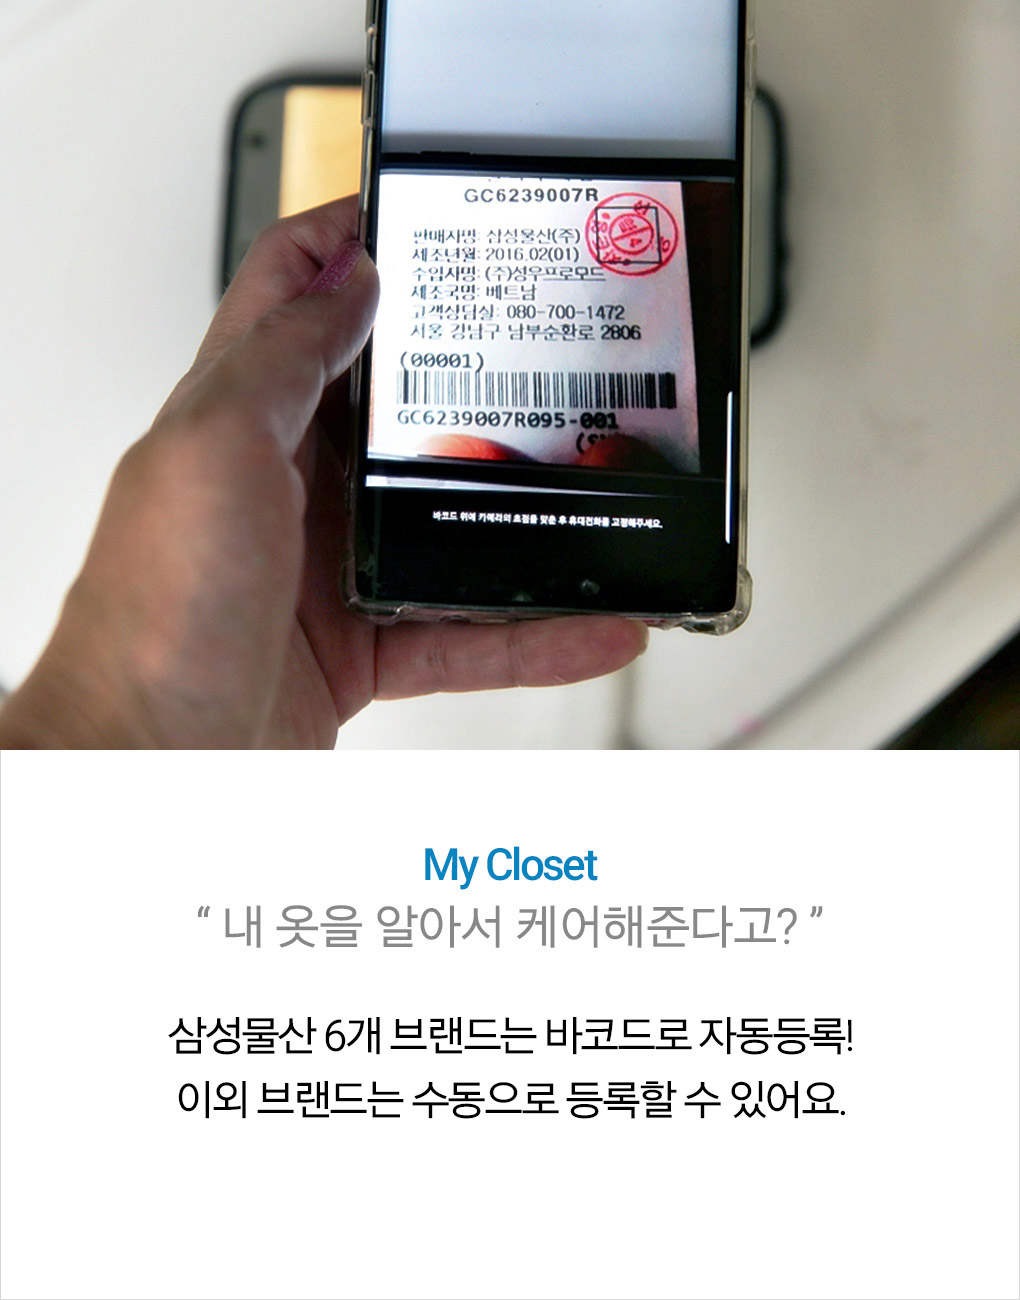 GC6239007R
판매자명: 삼성물산(주)
제조년월: 2016.02(01)
수입자명: (주)성우프로모드
제조국명: 베트남
고객상담실: 080-700-1472
서울 강남구 남부순환로 2806
(00001)
GC6239007R095-001
바코드 위에 카메라의 초점을 맞춘 후 휴대전화를 고정해주세요.
My Closet
“ 내 옷을 알아서 케어해준다고? ”
삼성물산 6개 브랜드는 바코드로 자동등록!
이외 브랜드는 수동으로 등록할 수 있어요.